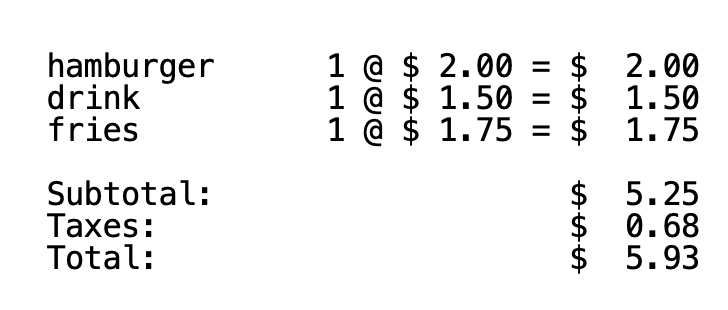 hamburger 1 @ $ 2.00 = $ 2.00
drink 1 @ $ 1.50 = $ 1.50
fries 1 @ $ 1.75 = $ 1.75
Subtotal: $ 5.25
Taxes: $ 0.68
Total: $ 5.93